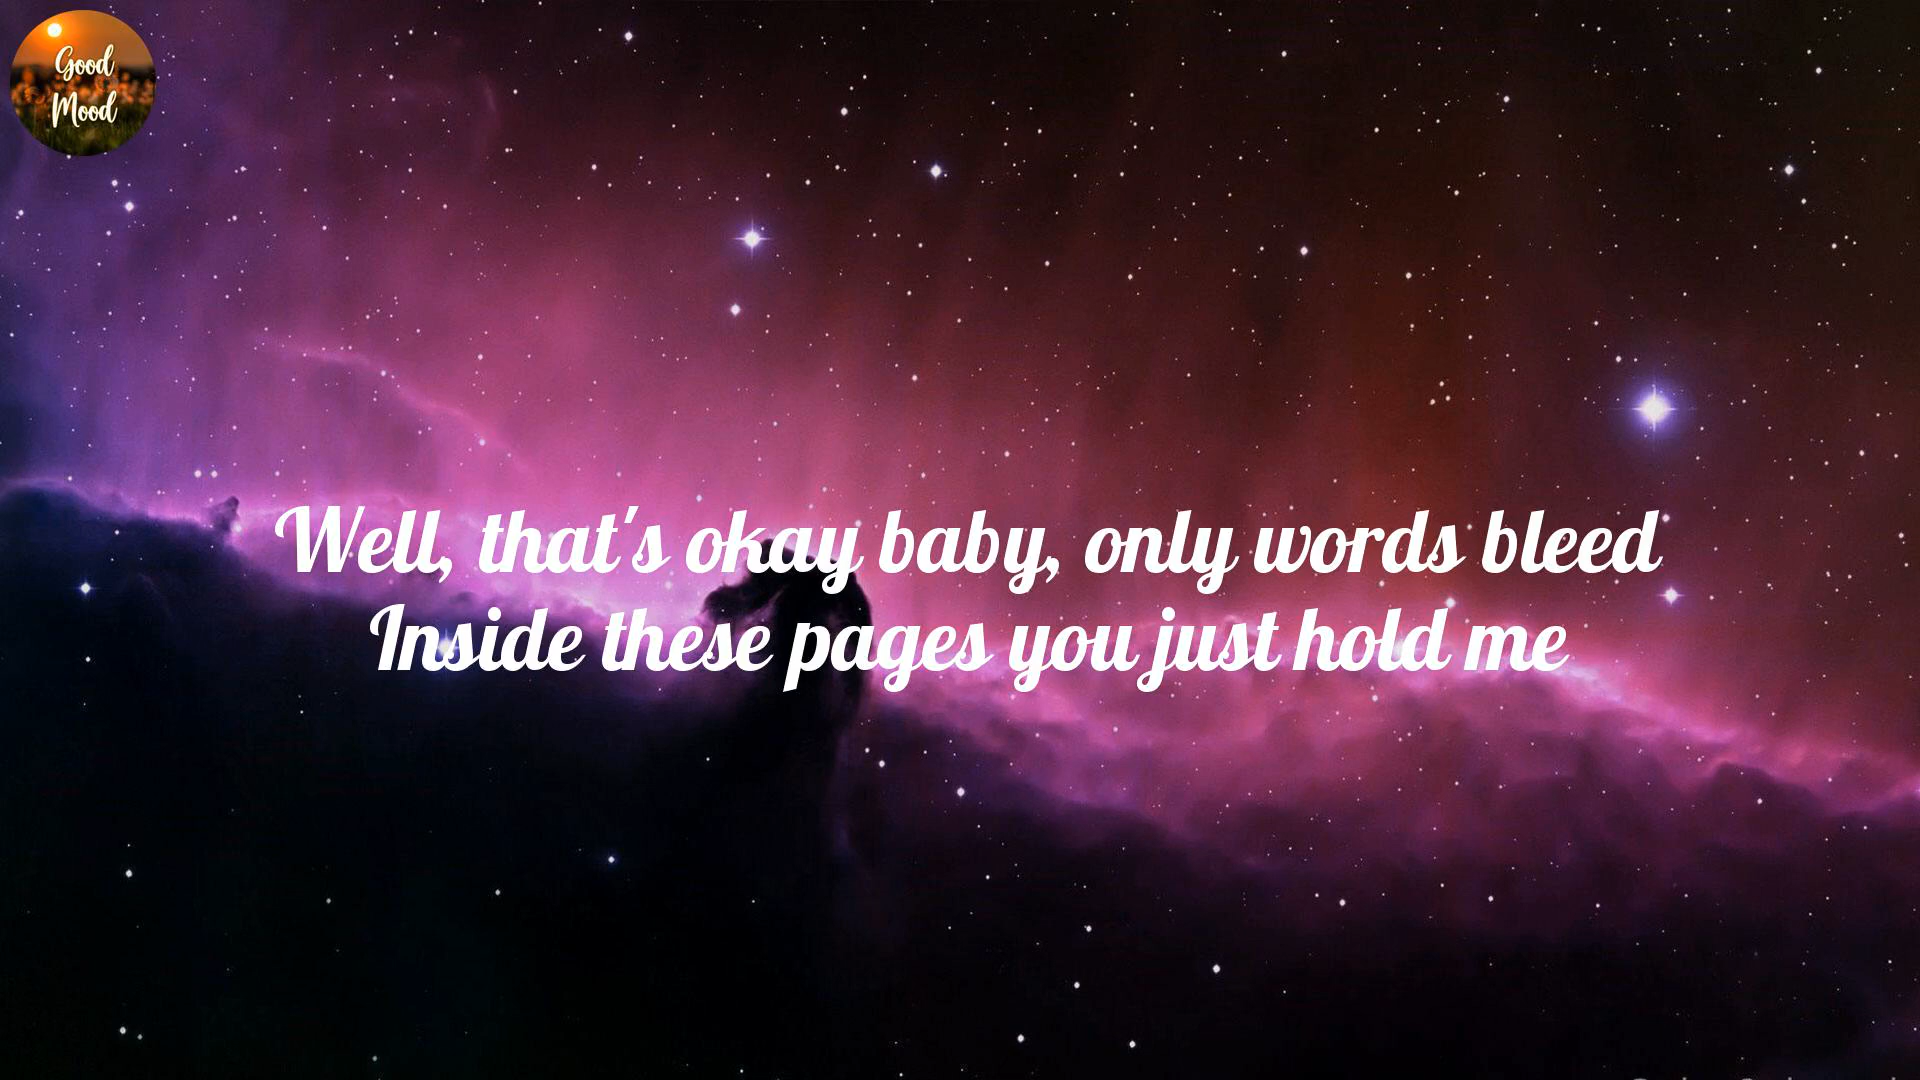 Good
Mood
Well, that's okay baby, only words bleed
Inside these pages you just hold me